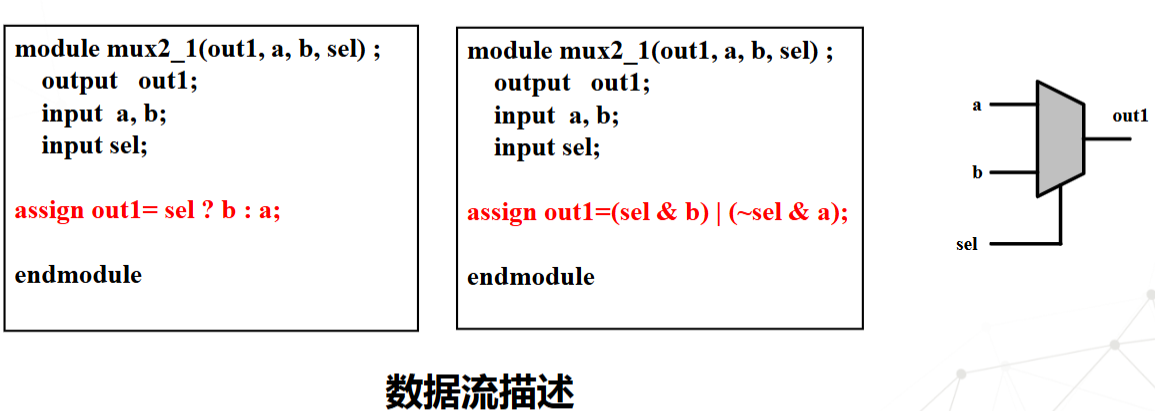 module mux2_1(out1, a, b, sel) ;
output out1;
input a, b;
input sel;
assign out1= sel ? b : a;
endmodule
module mux2_1(out1, a, b, sel) ;
output out1;
input a, b;
input sel;
assign out1=(sel & b) | (~sel & a);
endmodule
a
out1
b
sel
数据流描述